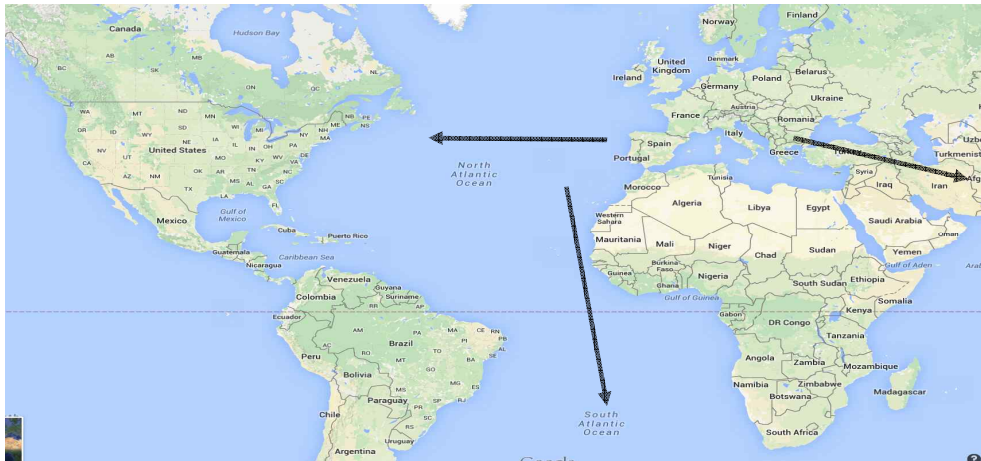 Canada
Hudson Bay
Norway
Finland
AB
MB
BC
SK
NL
ON
QC
United
Kingdom
Ireland
Denmark
Poland
Belarus
Germany
Ukraine
Austria
France
Romania
Italy
Spain
Portugal
Greece
Uzb
Turkmenist
Syria
Iraq
Iran
Afg
WA
MT
ND
MN
OR
ID
SD
WY
WI
MI
NB
PE
NS
ME
NH
MA
NY
NV
UT
NE
IA
IL
IN
OH
PA
CA
CO
KS
MO
KY
WV
VA
United States
AZ
NM
OK
AR
TN
NC
TX
MS
AL
SC
GA
LA
FL
North
Atlantic
Ocean
Gulf of
Mexico
Mexico
Cuba
Puerto Rico
Guatemala
Caribbean Sea
Nicaragua
Morocco
Tunisia
Algeria
Libya
Egypt
Western
Sahara
Saudi Arabia
Oman
Mauritania
Mali
Niger
Chad
Sudan
Yemen
Gulf of Aden
Arab
Burkina
Faso
Guinea
Ghana
Nigeria
South Sudan
Ethiopia
Somalia
Gulf of Guinea
Venezuela
Guyana
Suriname
Colombia
RR
AP
Ecuador
Gabon
Kenya
DR Congo
Tanzania
AM
PA
MA
CE
RN
PB
PI
PE
AL
AC
RO
TO
Brazil
MT
BA
SE
Peru
GO
Bolivia
MG
ES
MS
SP
RJ
Paraguay
PR
SC
RS
Chile
Uruguay
Argentina
Angola
Zambia
Mozambique
Namibia
Zimbabwe
Botswana
Madagascar
South Africa
South
Atlantic
Ocean
Google
?